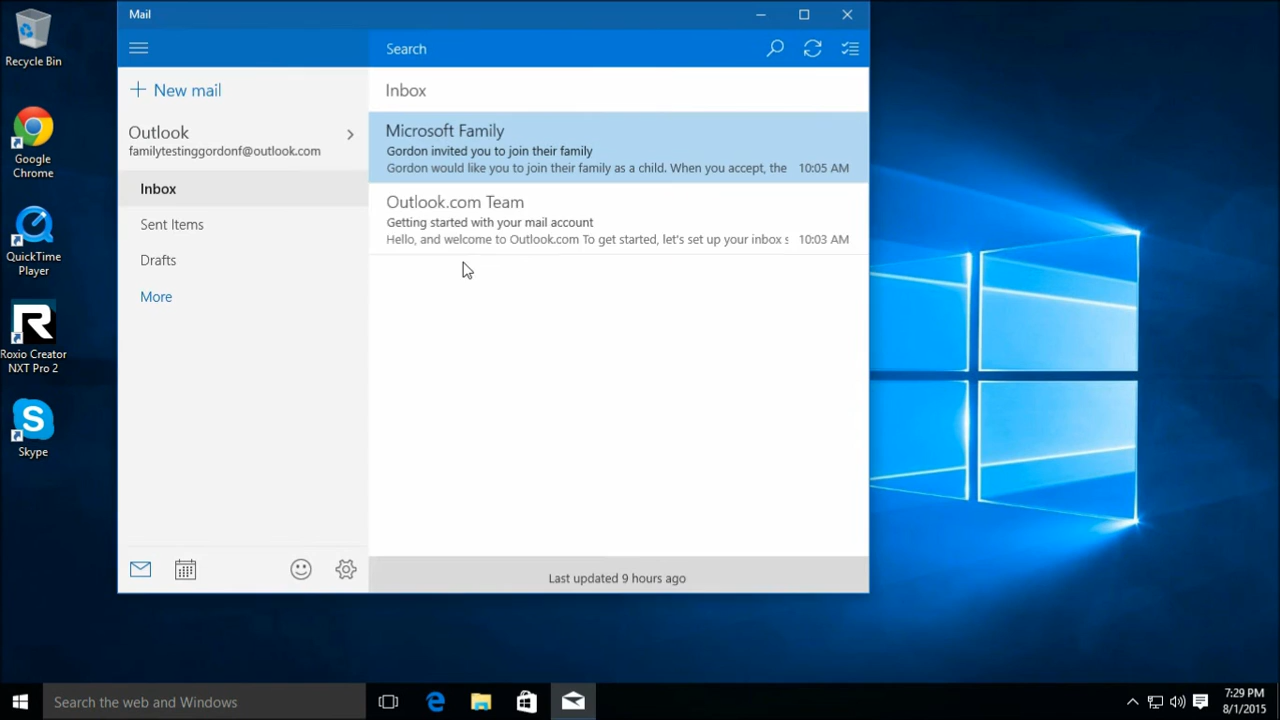 Recycle Bin
Google
Chrome
QuickTime
Player
Roxio Creator
NXT Pro 2
Skype
Mail
Search
New mail
Outlook
familytestinggordonf@outlook.com
Inbox
Sent Items
Drafts
More
Inbox
Microsoft Family
Gordon invited you to join their family
Gordon would like you to join their family as a child. When you accept, the 10:05 AM
Outlook.com Team
Getting started with your mail account
Hello, and welcome to Outlook.com To get started, let's set up your inbox s 10:03 AM
Last updated 9 hours ago
Search the web and Windows
7:29 PM
8/1/2015